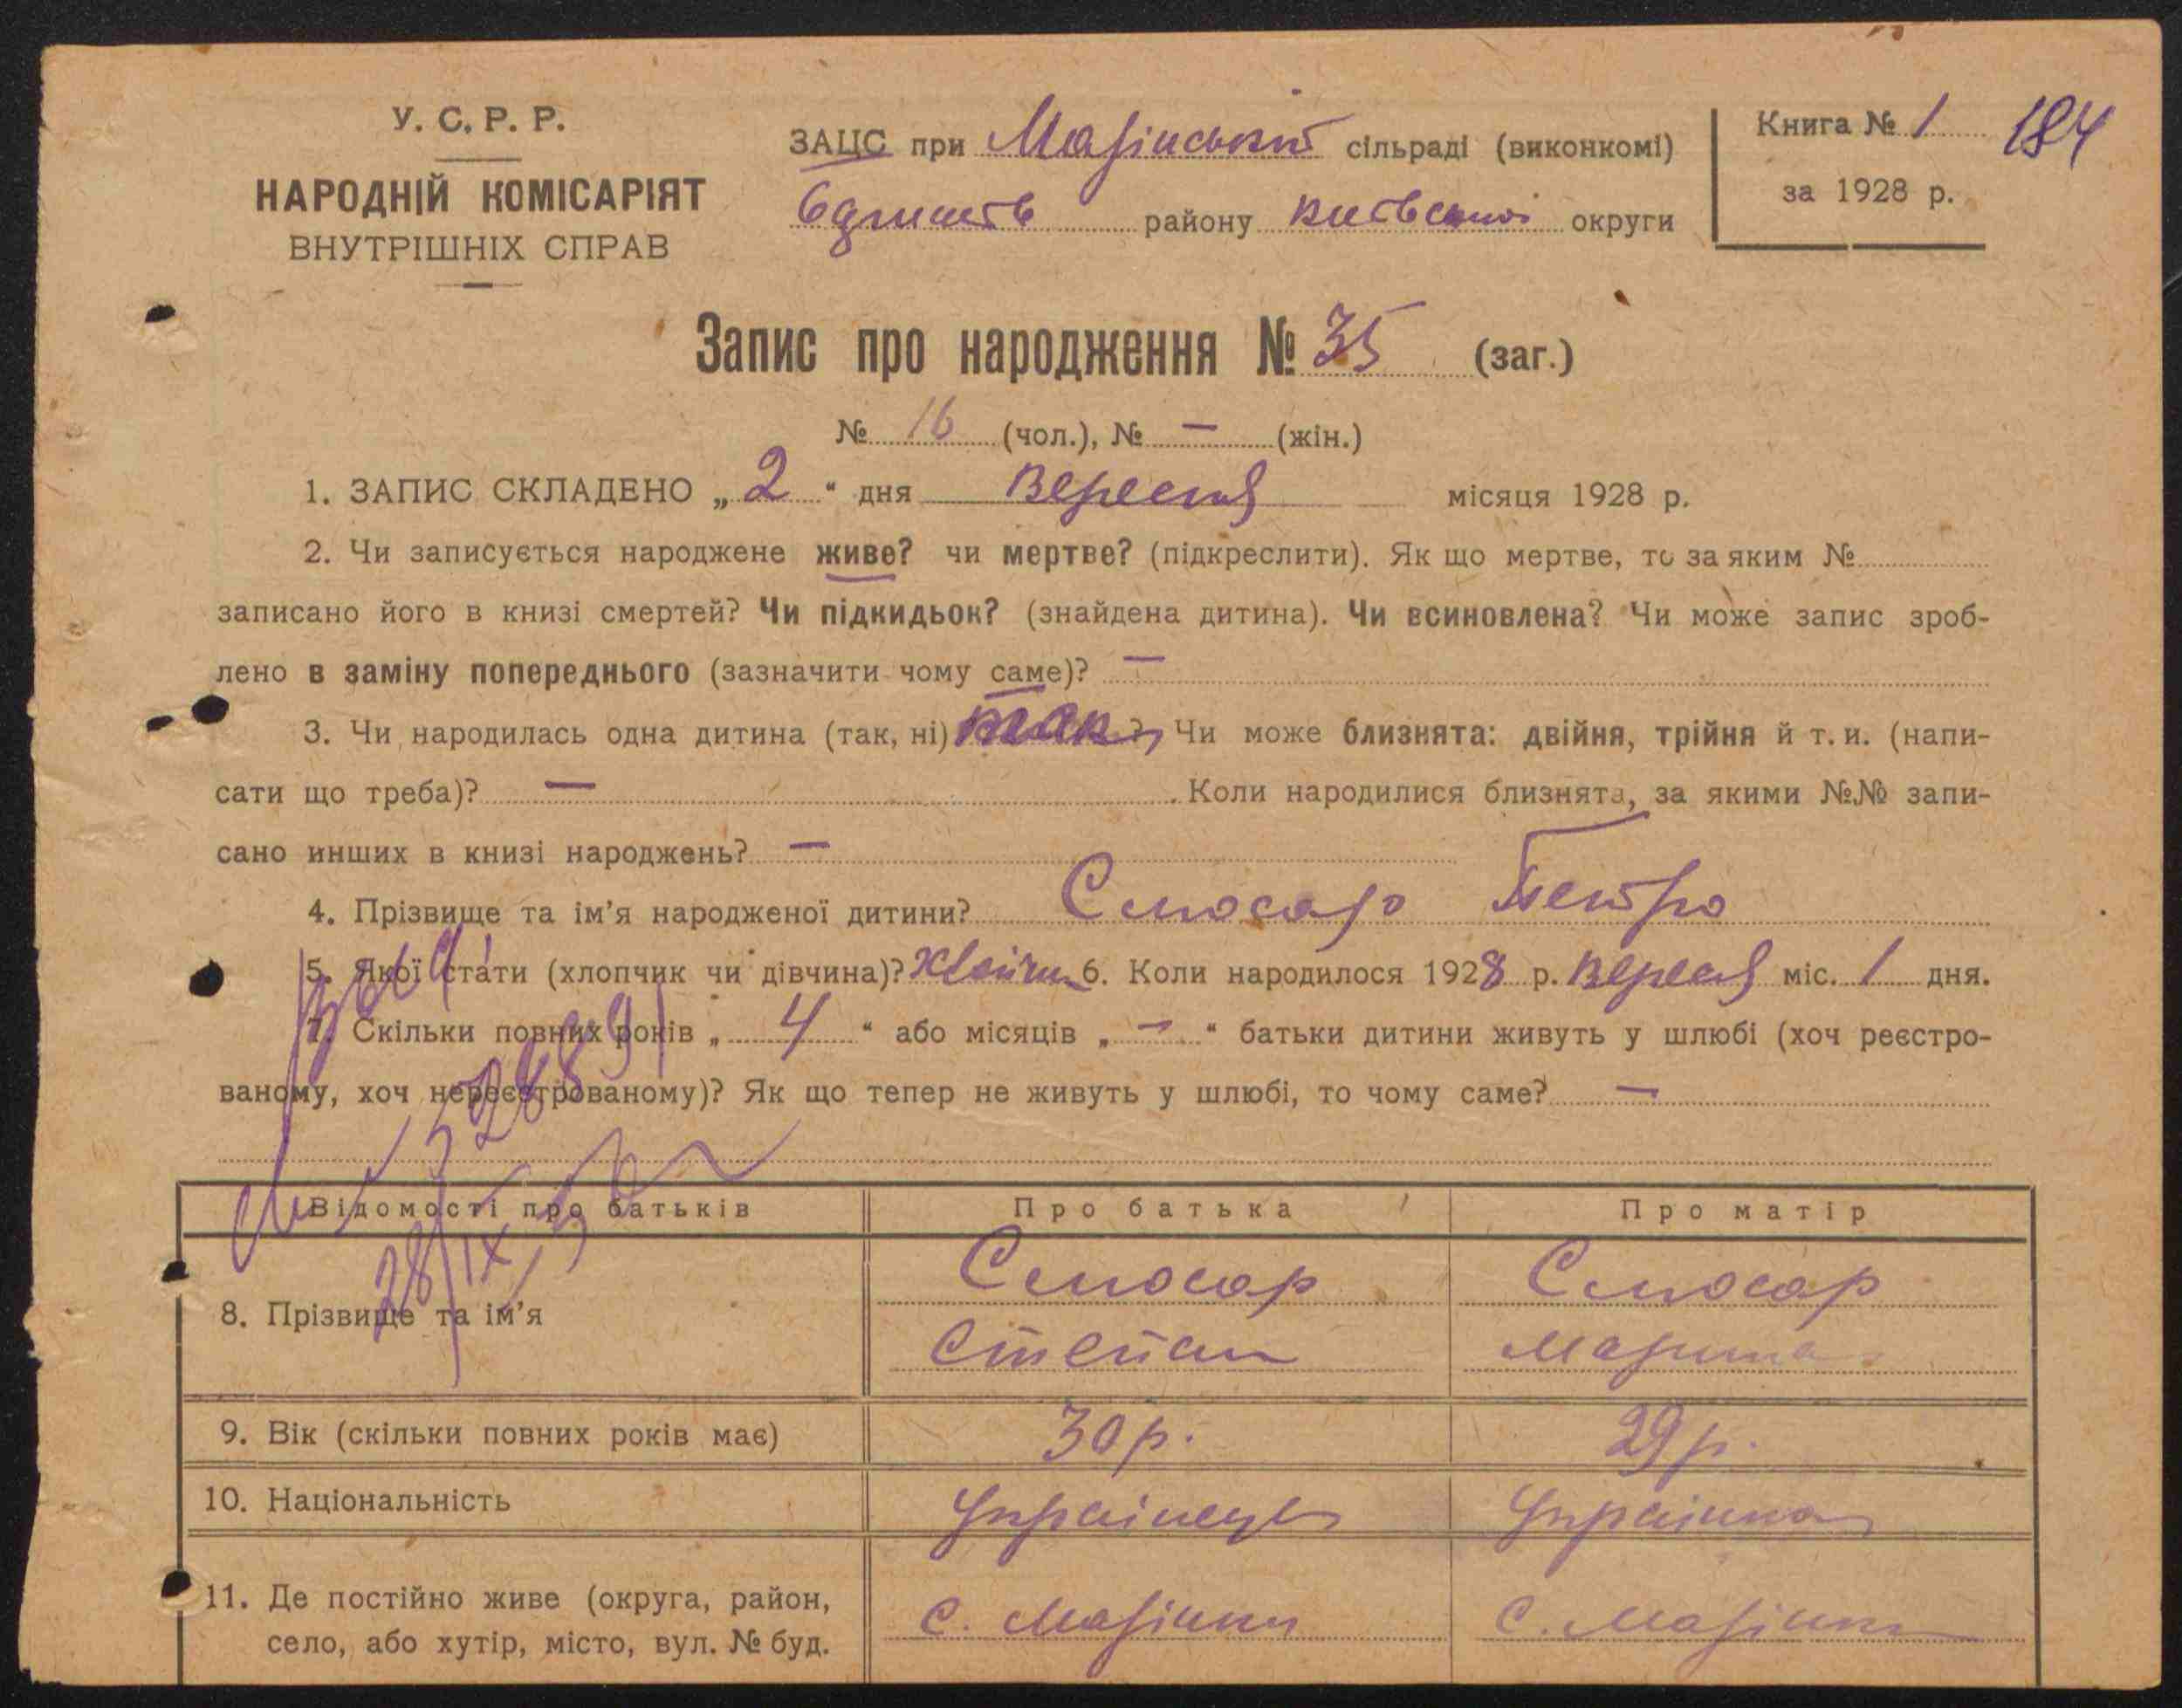 У. С. Р. Р.
НАРОДНІЙ КОМІСАРІЯТ
ВНУТРІШНІХ СПРАВ
ЗАЦС при Марінській сільраді (виконкомі)
району Київської округи
Книга № 1 184
за 1928 р.
Запис про народження № 35 (заг.)
№ 16 (чол.), № — (жін.)
1. ЗАПИС СКЛАДЕНО „ 2 “ дня Вересня місяця 1928 р.
2. Чи записується народжене живе? чи мертве? (підкреслити). Як що мертве, то за яким №
записано його в книзі смертей? Чи підкидьок? (знайдена дитина). Чи всиновлена? Чи може запис зроб-
лено в заміну попереднього (зазначити чому саме)? —
3. Чи народилась одна дитина (так, ні) так ? Чи може близнята: двійня, трійня й т. и. (напи-
сати що треба)? — Коли народилися близнята, за якими №№ запи-
сано инших в книзі народжень? —
4. Прізвище та ім’я народженої дитини? Слюсар Петро
5. Якої стати (хлопчик чи дівчина)? 6. Коли народилося 1928 р. Вересня міс. 1 дня.
7. Скільки повних років „ 4 “ або місяців „ — “ батьки дитини живуть у шлюбі (хоч реєстро-
ваному, хоч нереєстрованому)? Як що тепер не живуть у шлюбі, то чому саме? —
Відомості про батьків Про батька Про матір
8. Прізвище та ім’я Слюсар Слюсар
Степан Марина
9. Вік (скільки повних років має) 30 р. 29 р.
10. Національність Українець Українка
11. Де постійно живе (округа, район, с. Марінки с. Марінки
село, або хутір, місто, вул. № буд.